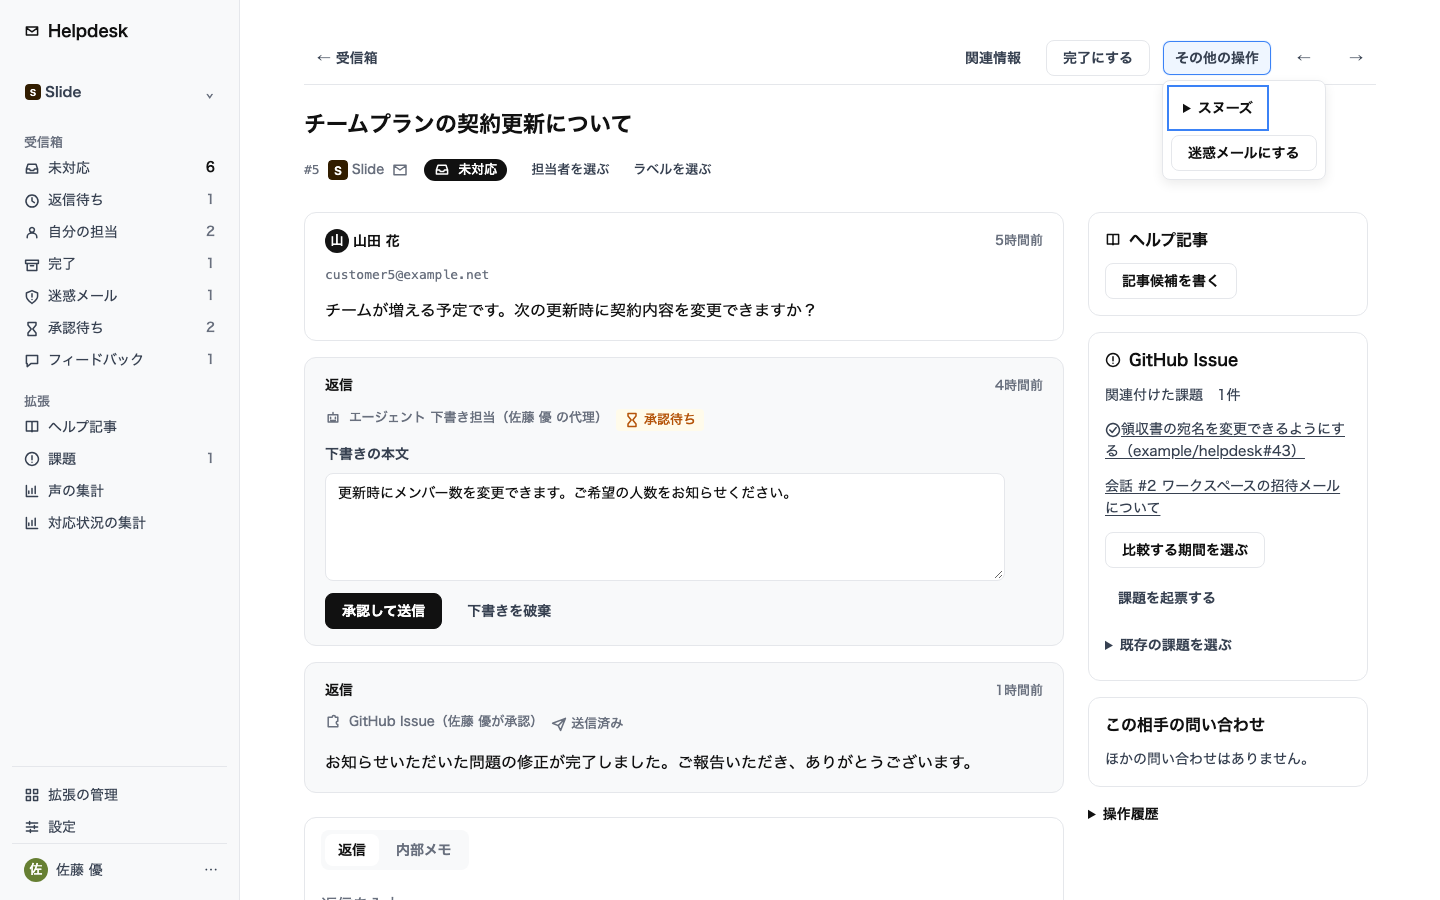 Helpdesk
S Slide
受信箱
未対応 6
返信待ち 1
自分の担当 2
完了 1
迷惑メール 1
承認待ち 2
フィードバック 1
拡張
ヘルプ記事
課題 1
声の集計
対応状況の集計
拡張の管理
設定
佐 佐藤 優 …
← 受信箱
関連情報
完了にする
その他の操作
← →
▶ スヌーズ
迷惑メールにする
チームプランの契約更新について
#5 S Slide 未対応 担当者を選ぶ ラベルを選ぶ
山 山田 花 5時間前
customer5@example.net
チームが増える予定です。次の更新時に契約内容を変更できますか？
返信 4時間前
エージェント 下書き担当（佐藤 優 の代理） 承認待ち
下書きの本文
更新時にメンバー数を変更できます。ご希望の人数をお知らせください。
承認して送信 下書きを破棄
返信 1時間前
GitHub Issue（佐藤 優が承認） 送信済み
お知らせいただいた問題の修正が完了しました。ご報告いただき、ありがとうございます。
返信 内部メモ
ヘルプ記事
記事候補を書く
GitHub Issue
関連付けた課題 1件
領収書の宛名を変更できるようにす
る（example/helpdesk#43）
会話 #2 ワークスペースの招待メール
について
比較する期間を選ぶ
課題を起票する
▶ 既存の課題を選ぶ
この相手の問い合わせ
ほかの問い合わせはありません。
▶ 操作履歴